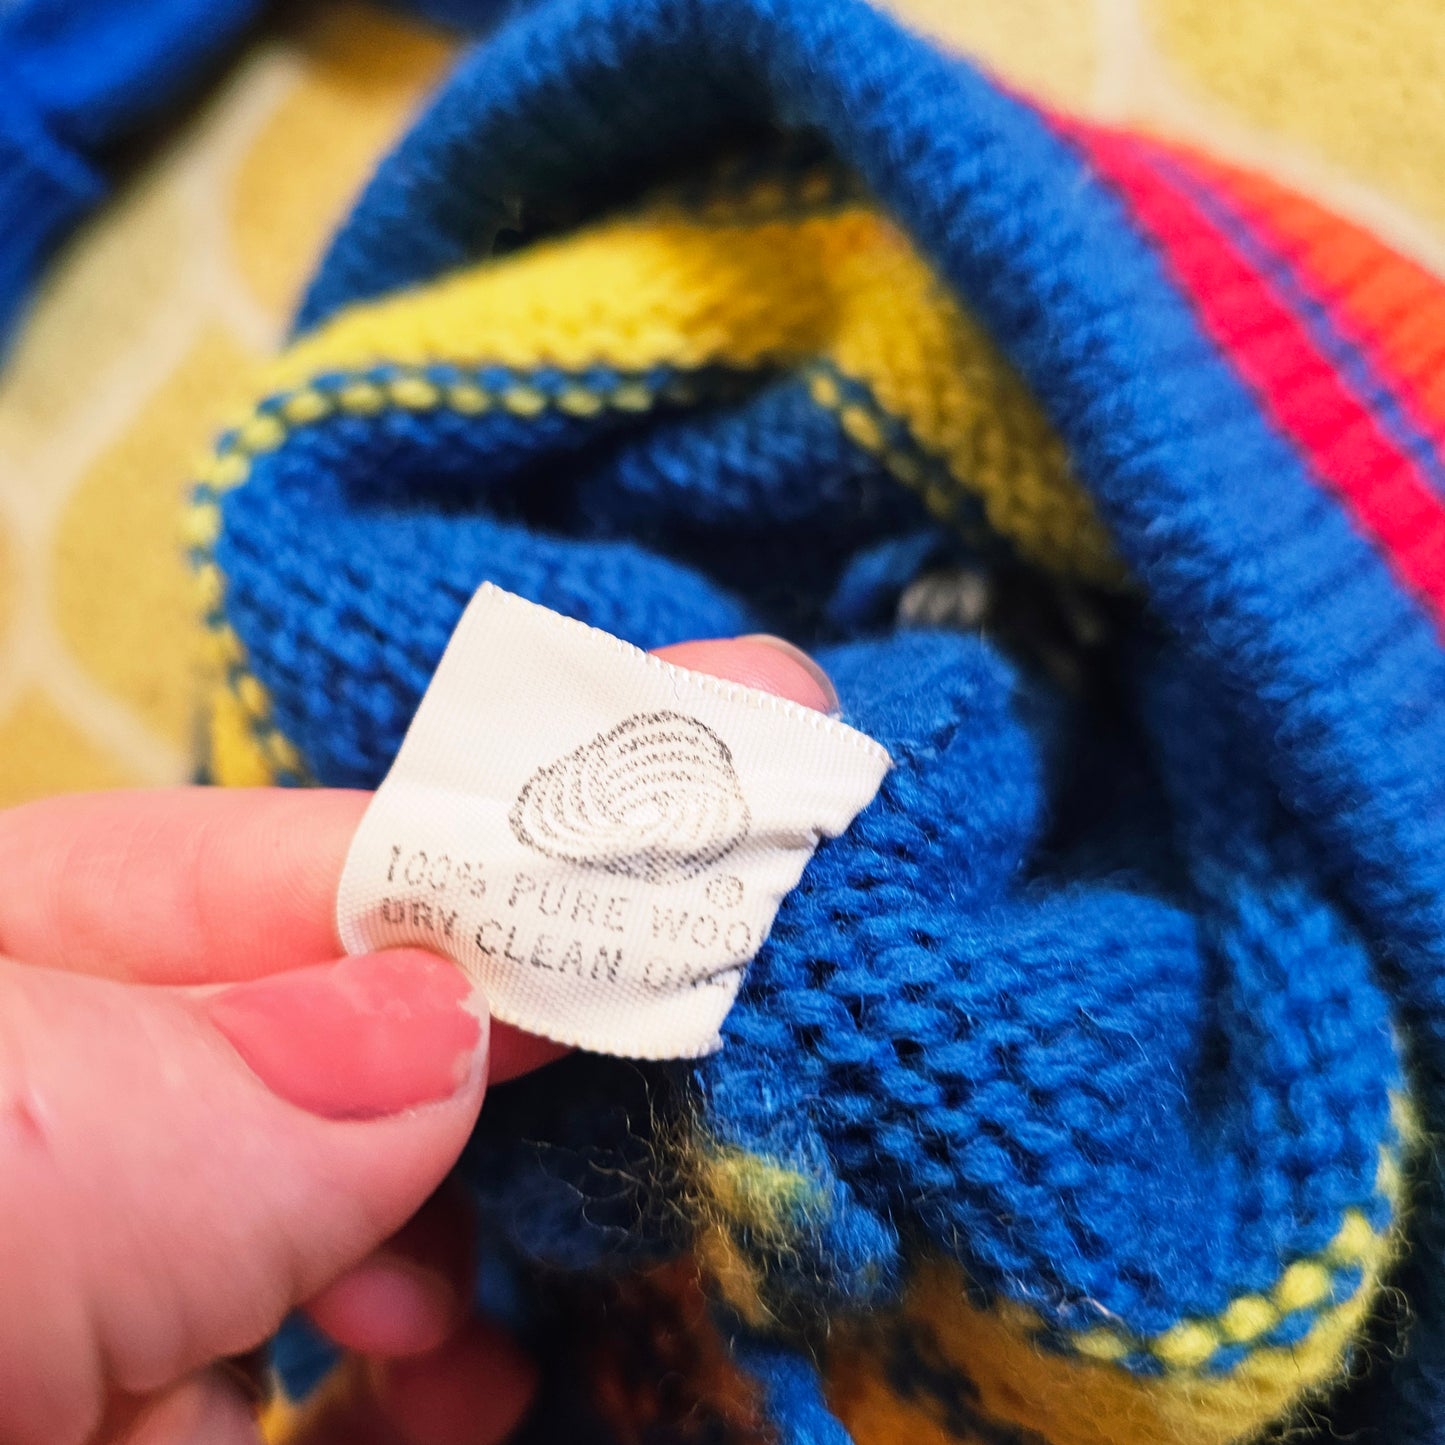 ®
100% PURE WOO
DRY CLEAN